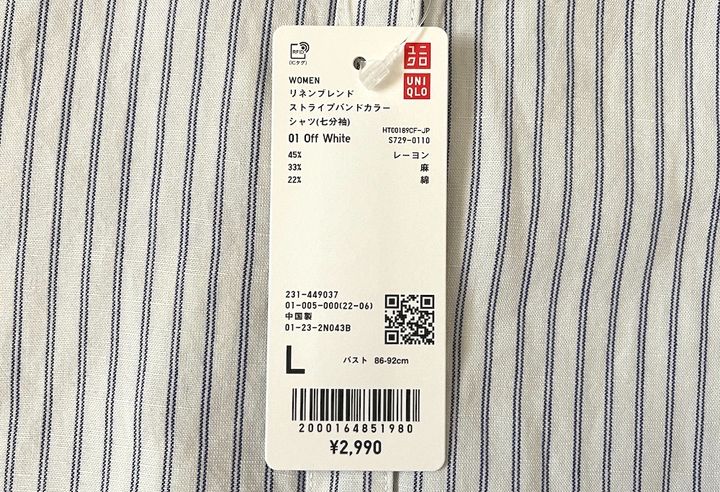 RFID
(ICタグ)
ユニ
クロ
UNI
QLO
WOMEN
リネンブレンド
ストライプバンドカラー
シャツ(七分袖)
HT00189CF-JP
01 Off White
S729-0110
45% レーヨン
33% 麻
22% 綿
231-449037
01-005-000(22-06)
中国製
01-23-2N043B
L
バスト 86-92cm
2000164851980
¥2,990